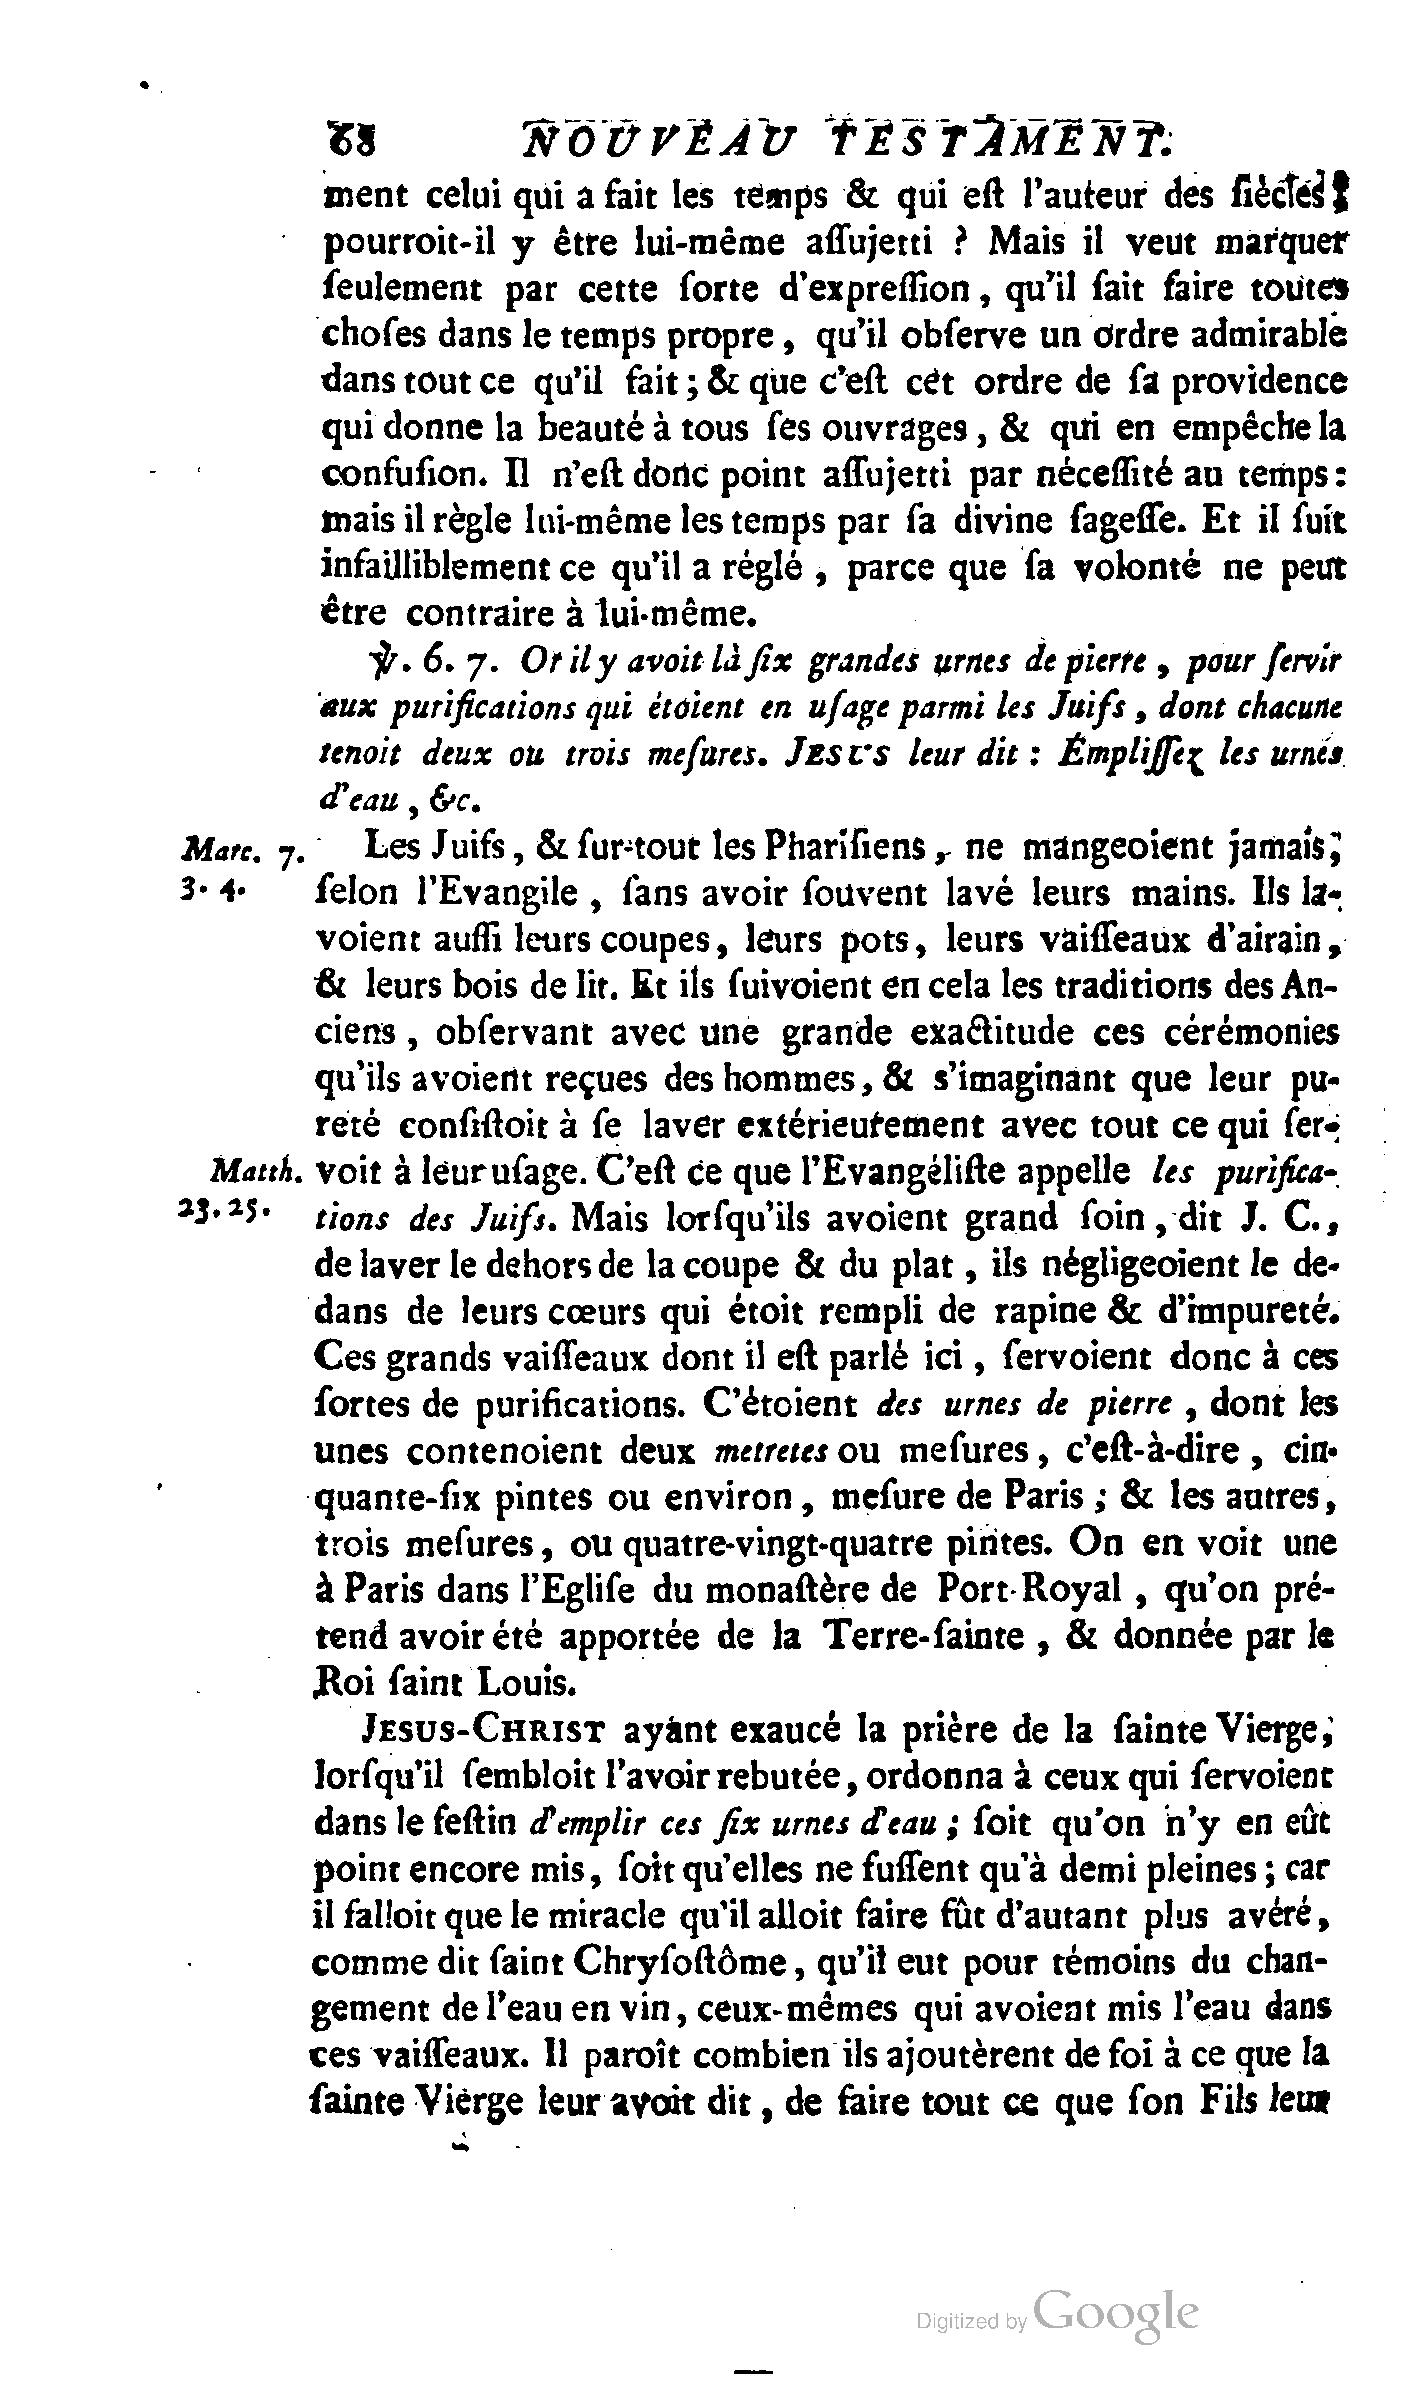 68 NOUVEAU TESTAMENT.
ment celui qui a fait les temps & qui eſt l'auteur des ſiècles,
pourroit-il y être lui-même aſſujetti ? Mais il veut marquer
ſeulement par cette ſorte d'expreſſion, qu'il ſait faire toutes
choſes dans le temps propre, qu'il obſerve un ordre admirable
dans tout ce qu'il fait ; & que c'eſt cet ordre de ſa providence
qui donne la beauté à tous ſes ouvrages, & qui en empêche la
confuſion. Il n'eſt donc point aſſujetti par néceſſité au temps :
mais il règle lui-même les temps par ſa divine ſageſſe. Et il ſuit
infailliblement ce qu'il a réglé, parce que ſa volonté ne peut
être contraire à lui-même.
℣. 6. 7. Or il y avoit là ſix grandes urnes de pierre, pour ſervir
aux purifications qui étoient en uſage parmi les Juifs, dont chacune
tenoit deux ou trois meſures. JESUS leur dit : Empliſſez les urnes
d'eau, &c.
Marc. 7. Les Juifs, & ſur-tout les Phariſiens, ne mangeoient jamais,
3. 4. ſelon l'Evangile, ſans avoir ſouvent lavé leurs mains. Ils la-
voient auſſi leurs coupes, leurs pots, leurs vaiſſeaux d'airain,
& leurs bois de lit. Et ils ſuivoient en cela les traditions des An-
ciens, obſervant avec une grande exactitude ces cérémonies
qu'ils avoient reçues des hommes, & s'imaginant que leur pu-
reté conſiſtoit à ſe laver extérieurement avec tout ce qui ſer-
Matth. voit à leur uſage. C'eſt ce que l'Evangéliſte appelle les purifica-
23. 25. tions des Juifs. Mais lorſqu'ils avoient grand ſoin, dit J. C.,
de laver le dehors de la coupe & du plat, ils négligeoient le de-
dans de leurs cœurs qui étoit rempli de rapine & d'impureté.
Ces grands vaiſſeaux dont il eſt parlé ici, ſervoient donc à ces
ſortes de purifications. C'étoient des urnes de pierre, dont les
unes contenoient deux metretes ou meſures, c'eſt-à-dire, cin-
quante-ſix pintes ou environ, meſure de Paris ; & les autres,
trois meſures, ou quatre-vingt-quatre pintes. On en voit une
à Paris dans l'Egliſe du monaſtère de Port-Royal, qu'on pré-
tend avoir été apportée de la Terre-ſainte, & donnée par le
Roi ſaint Louis.
JESUS-CHRIST ayant exaucé la prière de la ſainte Vierge,
lorſqu'il ſembloit l'avoir rebutée, ordonna à ceux qui ſervoient
dans le feſtin d'emplir ces ſix urnes d'eau ; ſoit qu'on n'y en eût
point encore mis, ſoit qu'elles ne fuſſent qu'à demi pleines ; car
il falloit que le miracle qu'il alloit faire fût d'autant plus avéré,
comme dit ſaint Chryſoſtôme, qu'il eut pour témoins du chan-
gement de l'eau en vin, ceux-mêmes qui avoient mis l'eau dans
ces vaiſſeaux. Il paroît combien ils ajoutèrent de foi à ce que la
ſainte Vierge leur avoit dit, de faire tout ce que ſon Fils leur
Digitized by Google